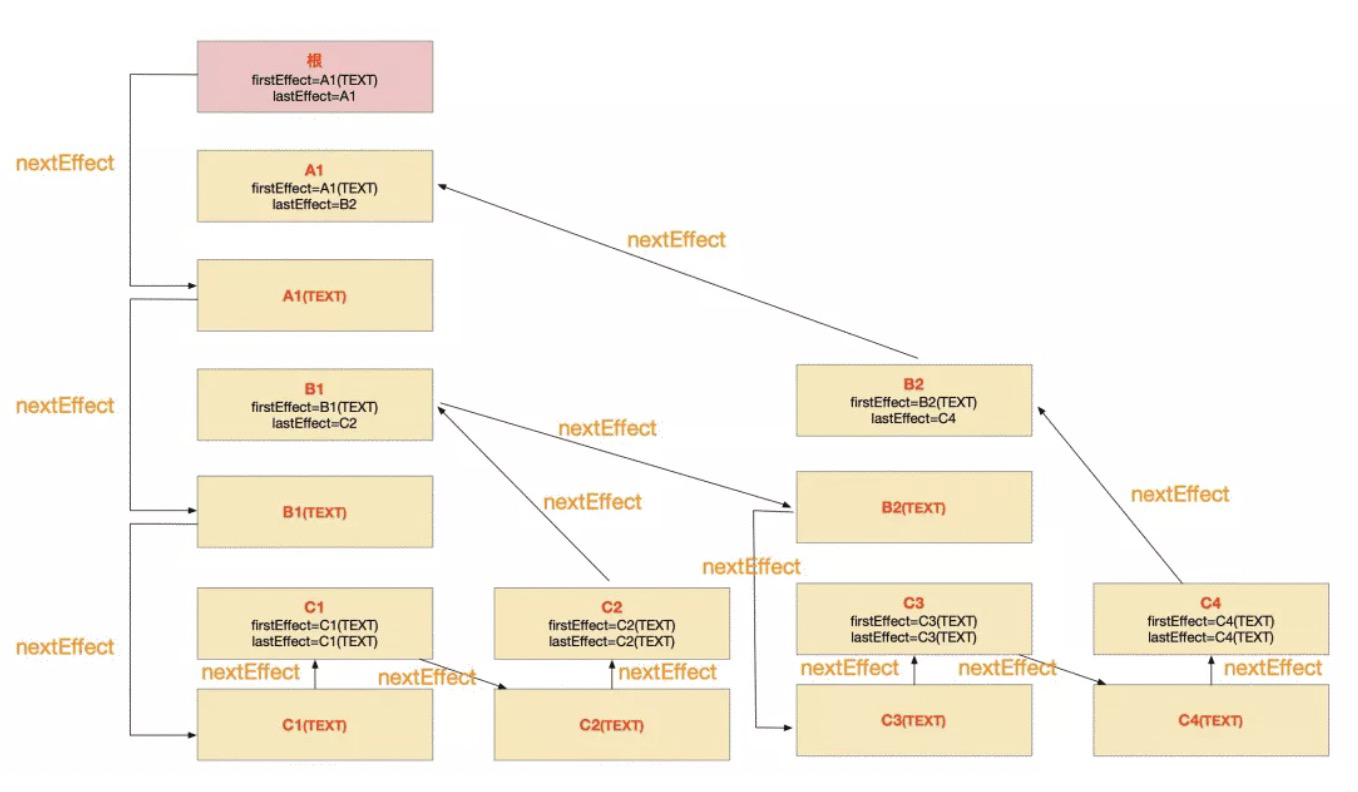 根
firstEffect=A1(TEXT)
lastEffect=A1
nextEffect
A1
firstEffect=A1(TEXT)
lastEffect=B2
nextEffect
A1(TEXT)
nextEffect
B1
firstEffect=B1(TEXT)
lastEffect=C2
nextEffect
B2
firstEffect=B2(TEXT)
lastEffect=C4
nextEffect
nextEffect
B1(TEXT)
B2(TEXT)
nextEffect
nextEffect
C1
firstEffect=C1(TEXT)
lastEffect=C1(TEXT)
C2
firstEffect=C2(TEXT)
lastEffect=C2(TEXT)
C3
firstEffect=C3(TEXT)
lastEffect=C3(TEXT)
C4
firstEffect=C4(TEXT)
lastEffect=C4(TEXT)
nextEffect
nextEffect
nextEffect
nextEffect
nextEffect
nextEffect
C1(TEXT)
C2(TEXT)
C3(TEXT)
C4(TEXT)